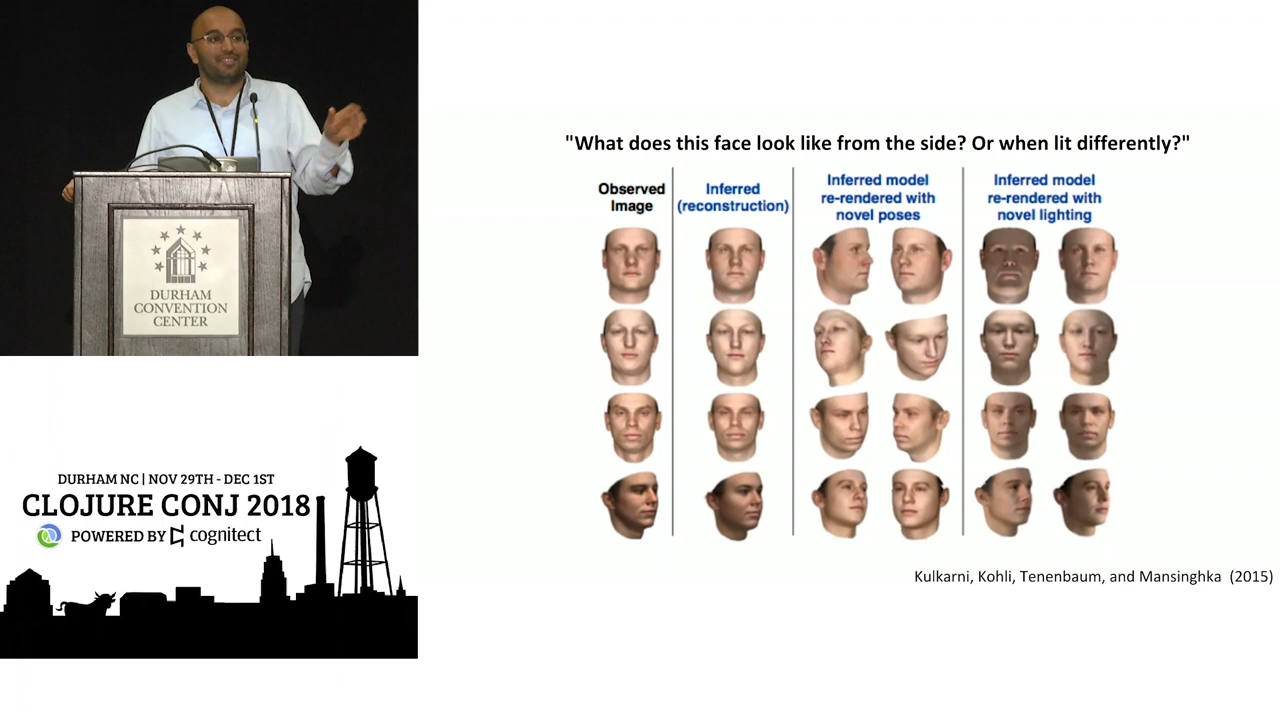 DURHAM
CONVENTION
CENTER
DURHAM NC | NOV 29TH - DEC 1ST
CLOJURE CONJ 2018
POWERED BY cognitect
"What does this face look like from the side? Or when lit differently?"
Observed
Image
Inferred
(reconstruction)
Inferred model
re-rendered with
novel poses
Inferred model
re-rendered with
novel lighting
Kulkarni, Kohli, Tenenbaum, and Mansinghka (2015)